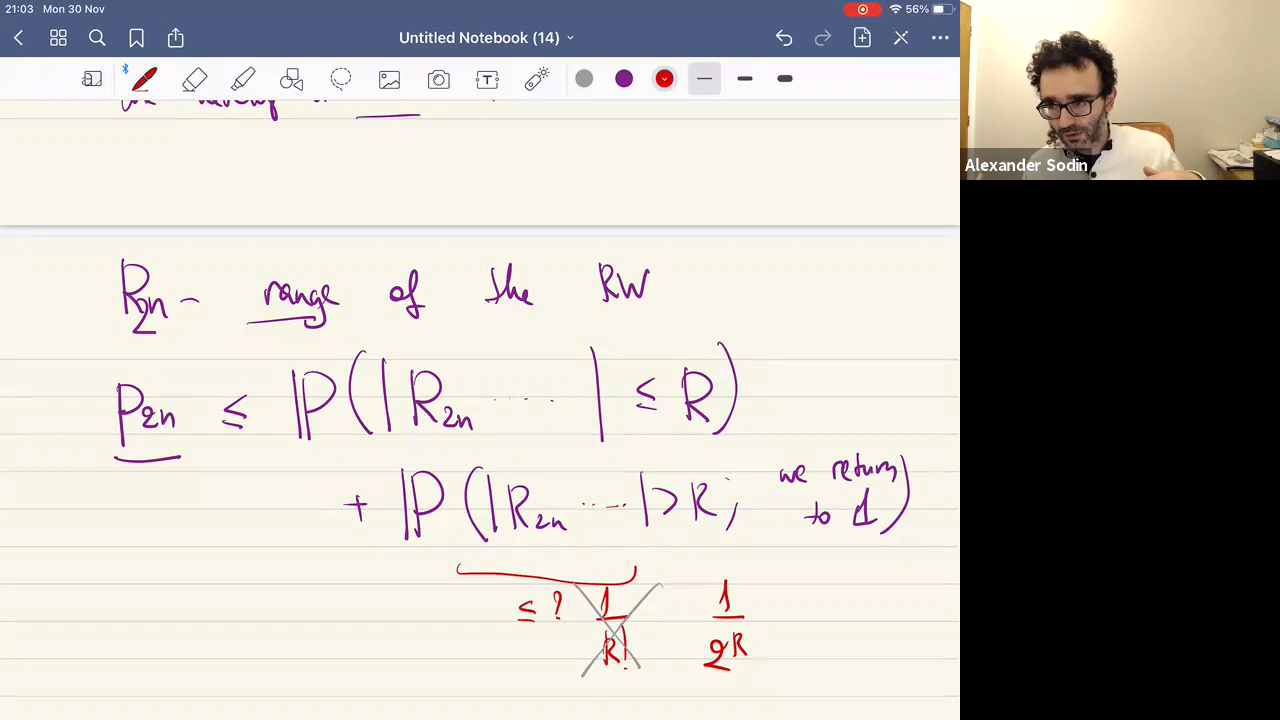 21:03 Mon 30 Nov
56%
Untitled Notebook (14)
T
Alexander Sodin
R₂ₙ - range of the RW
p₂ₙ ≤ ℙ(|R₂ₙ ....| ≤ R)
+ ℙ(|R₂ₙ ....| > R; we return to 1)
≤ ? 1/R! 1/2^R